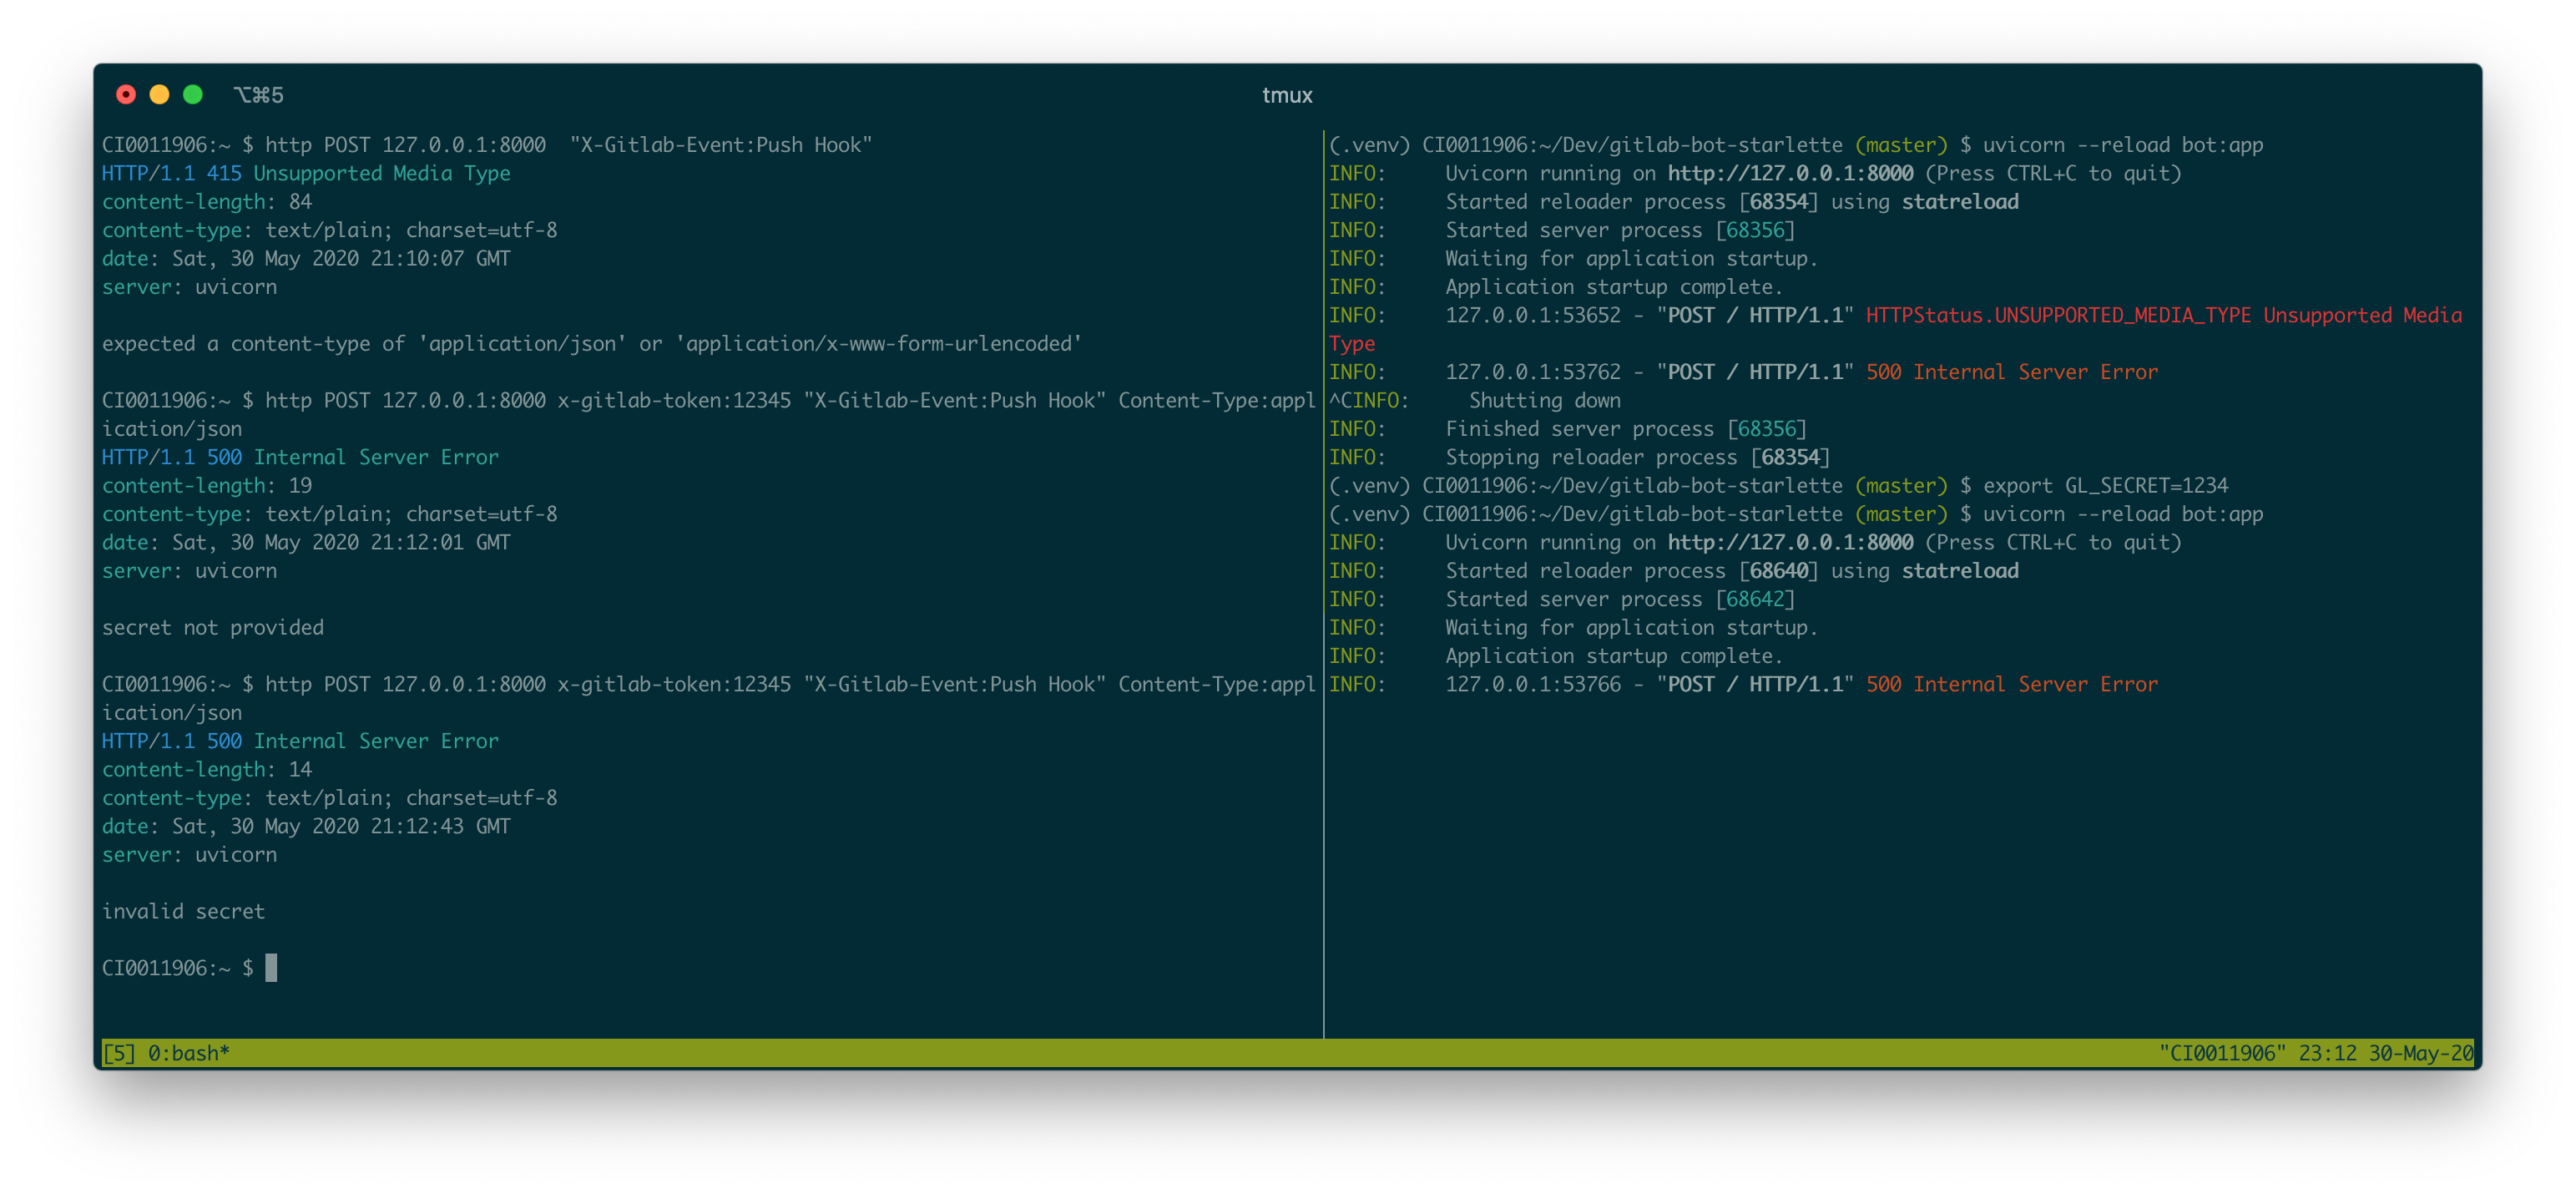 ⌥⌘5
tmux
CI0011906:~ $ http POST 127.0.0.1:8000  "X-Gitlab-Event:Push Hook"
HTTP/1.1 415 Unsupported Media Type
content-length: 84
content-type: text/plain; charset=utf-8
date: Sat, 30 May 2020 21:10:07 GMT
server: uvicorn
expected a content-type of 'application/json' or 'application/x-www-form-urlencoded'
CI0011906:~ $ http POST 127.0.0.1:8000 x-gitlab-token:12345 "X-Gitlab-Event:Push Hook" Content-Type:appl
ication/json
HTTP/1.1 500 Internal Server Error
content-length: 19
content-type: text/plain; charset=utf-8
date: Sat, 30 May 2020 21:12:01 GMT
server: uvicorn
secret not provided
CI0011906:~ $ http POST 127.0.0.1:8000 x-gitlab-token:12345 "X-Gitlab-Event:Push Hook" Content-Type:appl
ication/json
HTTP/1.1 500 Internal Server Error
content-length: 14
content-type: text/plain; charset=utf-8
date: Sat, 30 May 2020 21:12:43 GMT
server: uvicorn
invalid secret
CI0011906:~ $
(.venv) CI0011906:~/Dev/gitlab-bot-starlette (master) $ uvicorn --reload bot:app
INFO:     Uvicorn running on http://127.0.0.1:8000 (Press CTRL+C to quit)
INFO:     Started reloader process [68354] using statreload
INFO:     Started server process [68356]
INFO:     Waiting for application startup.
INFO:     Application startup complete.
INFO:     127.0.0.1:53652 - "POST / HTTP/1.1" HTTPStatus.UNSUPPORTED_MEDIA_TYPE Unsupported Media
Type
INFO:     127.0.0.1:53762 - "POST / HTTP/1.1" 500 Internal Server Error
^CINFO:     Shutting down
INFO:     Finished server process [68356]
INFO:     Stopping reloader process [68354]
(.venv) CI0011906:~/Dev/gitlab-bot-starlette (master) $ export GL_SECRET=1234
(.venv) CI0011906:~/Dev/gitlab-bot-starlette (master) $ uvicorn --reload bot:app
INFO:     Uvicorn running on http://127.0.0.1:8000 (Press CTRL+C to quit)
INFO:     Started reloader process [68640] using statreload
INFO:     Started server process [68642]
INFO:     Waiting for application startup.
INFO:     Application startup complete.
INFO:     127.0.0.1:53766 - "POST / HTTP/1.1" 500 Internal Server Error
[5] 0:bash*
"CI0011906" 23:12 30-May-20